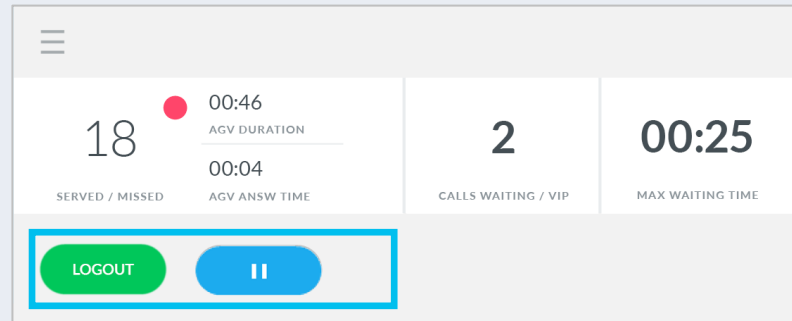 18
SERVED / MISSED
00:46
AGV DURATION
00:04
AGV ANSW TIME
2
CALLS WAITING / VIP
00:25
MAX WAITING TIME
LOGOUT